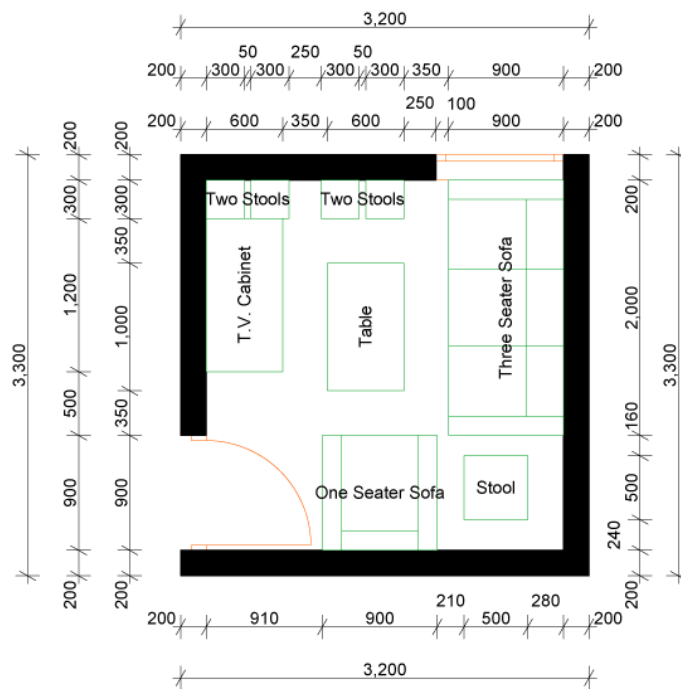 3,200
50 250 50
200 300 300 300 300 350 900 200
250 100
200 600 350 600 900 200
200 200
300 300 200
Two Stools Two Stools
350
1,200 T.V. Cabinet 1,000 Table Three Seater Sofa 2,000
3,300 3,300
500 350 160
900 900 One Seater Sofa Stool 500
240
200 200 200
210 280
200 910 900 500 200
3,200